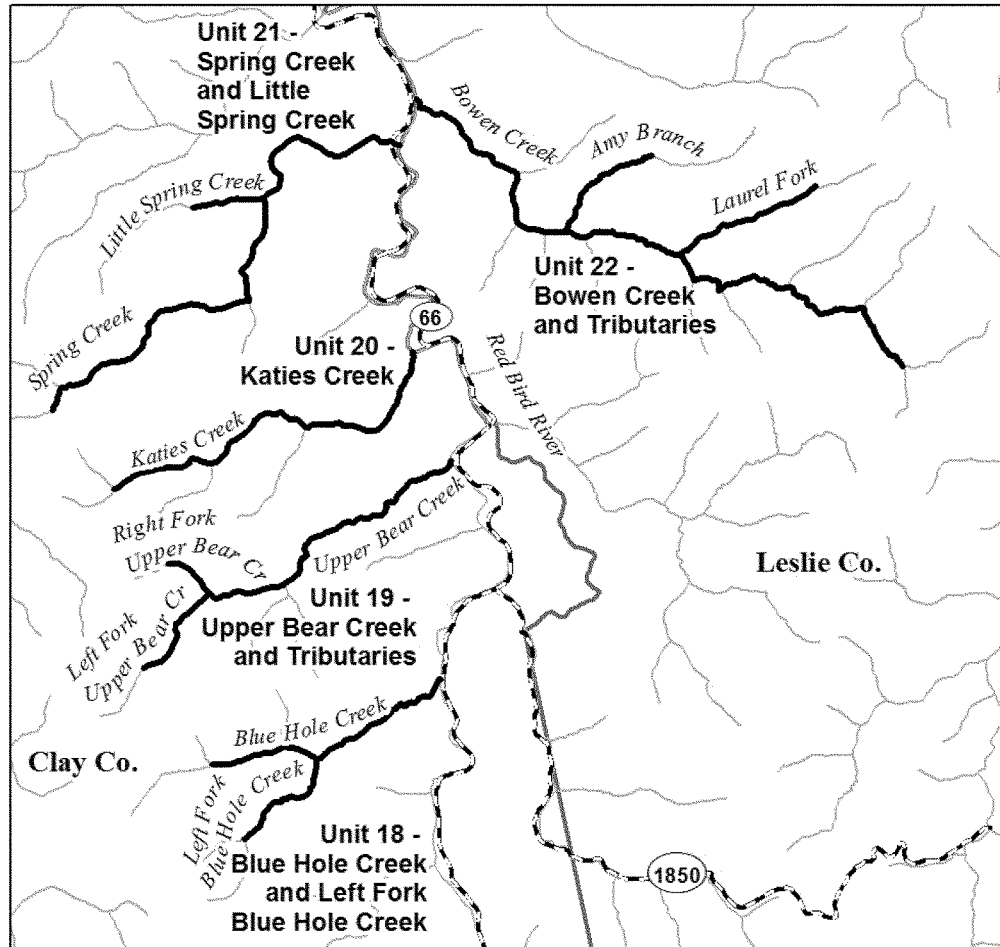 Unit 21 -
Spring Creek
and Little
Spring Creek
Bowen Creek
Amy Branch
Laurel Fork
Little Spring Creek
Unit 22 -
Bowen Creek
and Tributaries
Spring Creek
66
Unit 20 -
Katies Creek
Red Bird River
Katies Creek
Right Fork
Upper Bear Cr
Upper Bear Creek
Leslie Co.
Left Fork
Upper Bear Cr
Unit 19 -
Upper Bear Creek
and Tributaries
Blue Hole Creek
Clay Co.
Left Fork
Blue Hole Creek
Unit 18 -
Blue Hole Creek
and Left Fork
Blue Hole Creek
1850